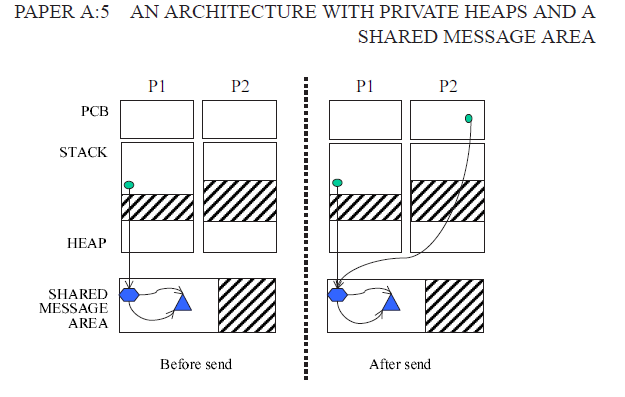 PAPER A:5 AN ARCHITECTURE WITH PRIVATE HEAPS AND A
SHARED MESSAGE AREA
P1 P2 P1 P2
PCB
STACK
HEAP
SHARED
MESSAGE
AREA
Before send After send